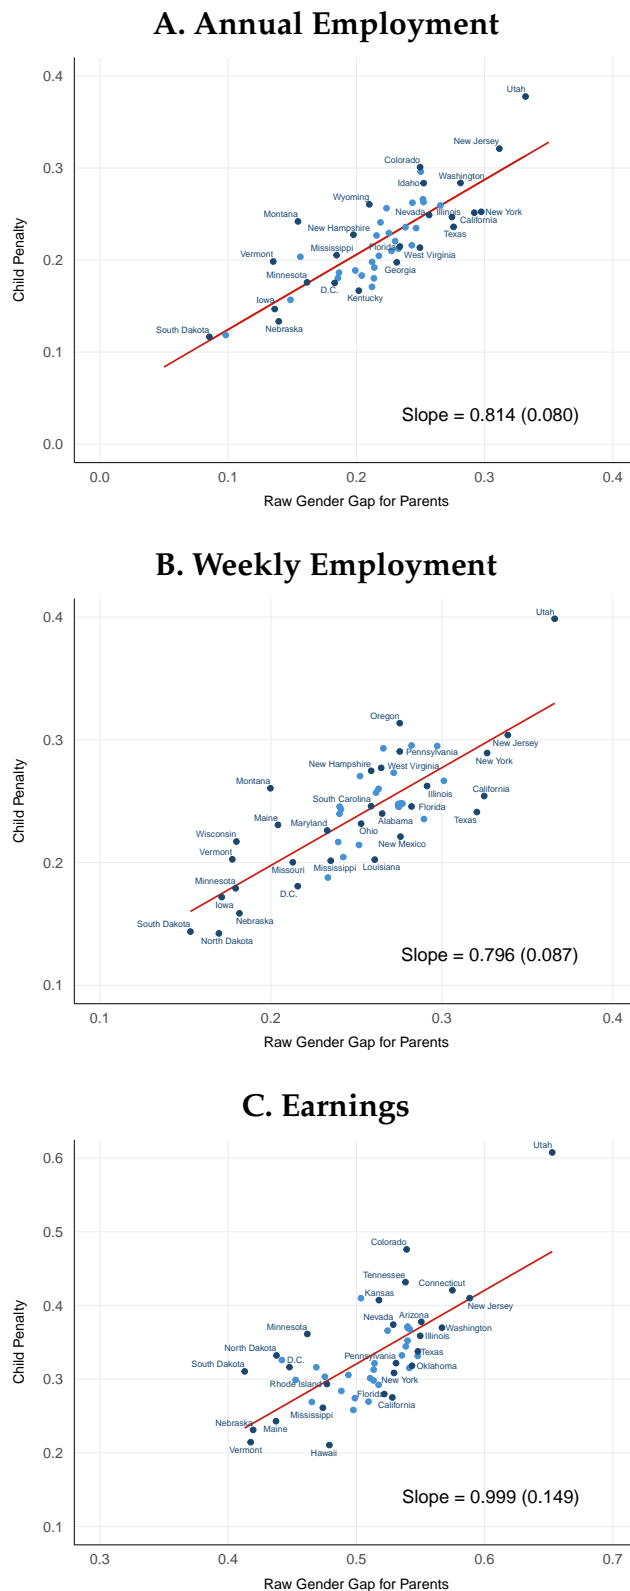 A. Annual Employment
0.4
Utah
New Jersey
Colorado
0.3
Idaho
Washington
Wyoming
Montana
Nevada
Illinois
New York
California
New Hampshire
Texas
Mississippi
Florida
West Virginia
Vermont
0.2
Georgia
Minnesota
D.C.
Kentucky
Iowa
Nebraska
South Dakota
0.1
Slope = 0.814 (0.080)
0.0
Child Penalty
0.0 0.1 0.2 0.3 0.4
Raw Gender Gap for Parents
B. Weekly Employment
0.4
Utah
Oregon
New Jersey
0.3
Pennsylvania
New York
New Hampshire
West Virginia
Montana
Illinois
California
South Carolina
Florida
Texas
Maine
Alabama
Maryland
Ohio
Wisconsin
New Mexico
Vermont
0.2
Missouri
Mississippi
Louisiana
Minnesota
D.C.
Iowa
Nebraska
South Dakota
North Dakota
Slope = 0.796 (0.087)
0.1
Child Penalty
0.1 0.2 0.3 0.4
Raw Gender Gap for Parents
C. Earnings
0.6
Utah
0.5
Colorado
Tennessee
Connecticut
Kansas
New Jersey
0.4
Nevada
Arizona
Minnesota
Washington
Illinois
North Dakota
D.C.
Pennsylvania
Texas
South Dakota
Oklahoma
0.3
Rhode Island
New York
Florida
California
Mississippi
Nebraska
Maine
Vermont
Hawaii
0.2
Slope = 0.999 (0.149)
0.1
Child Penalty
0.3 0.4 0.5 0.6 0.7
Raw Gender Gap for Parents